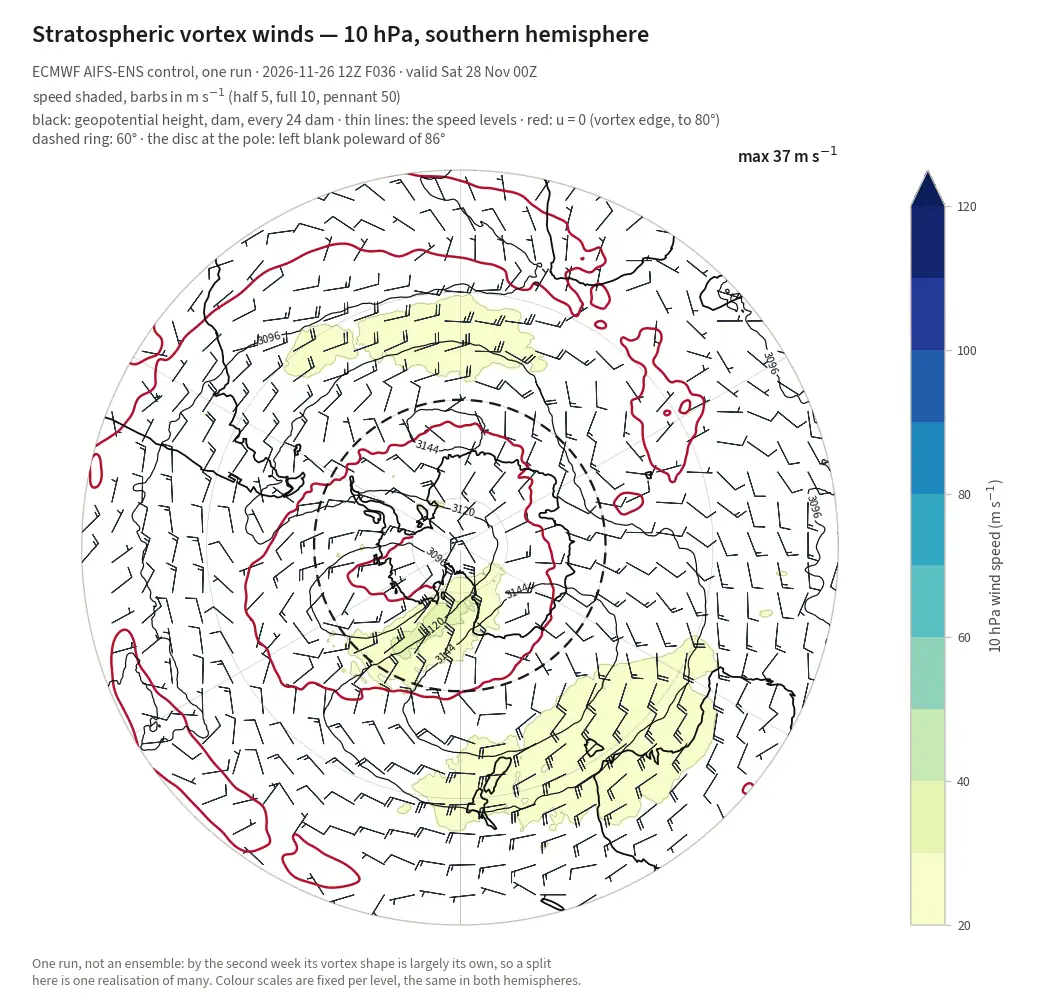 Stratospheric vortex winds — 10 hPa, southern hemisphere
ECMWF AIFS-ENS control, one run · 2026-11-26 12Z F036 · valid Sat 28 Nov 00Z
speed shaded, barbs in m s⁻¹ (half 5, full 10, pennant 50)
black: geopotential height, dam, every 24 dam · thin lines: the speed levels · red: u = 0 (vortex edge, to 80°)
dashed ring: 60° · the disc at the pole: left blank poleward of 86°
max 37 m s⁻¹
120
100
80
60
40
20
10 hPa wind speed (m s⁻¹)
3096
3096
3144
3096
3120
3096
3144
3120
3144
One run, not an ensemble: by the second week its vortex shape is largely its own, so a split
here is one realisation of many. Colour scales are fixed per level, the same in both hemispheres.